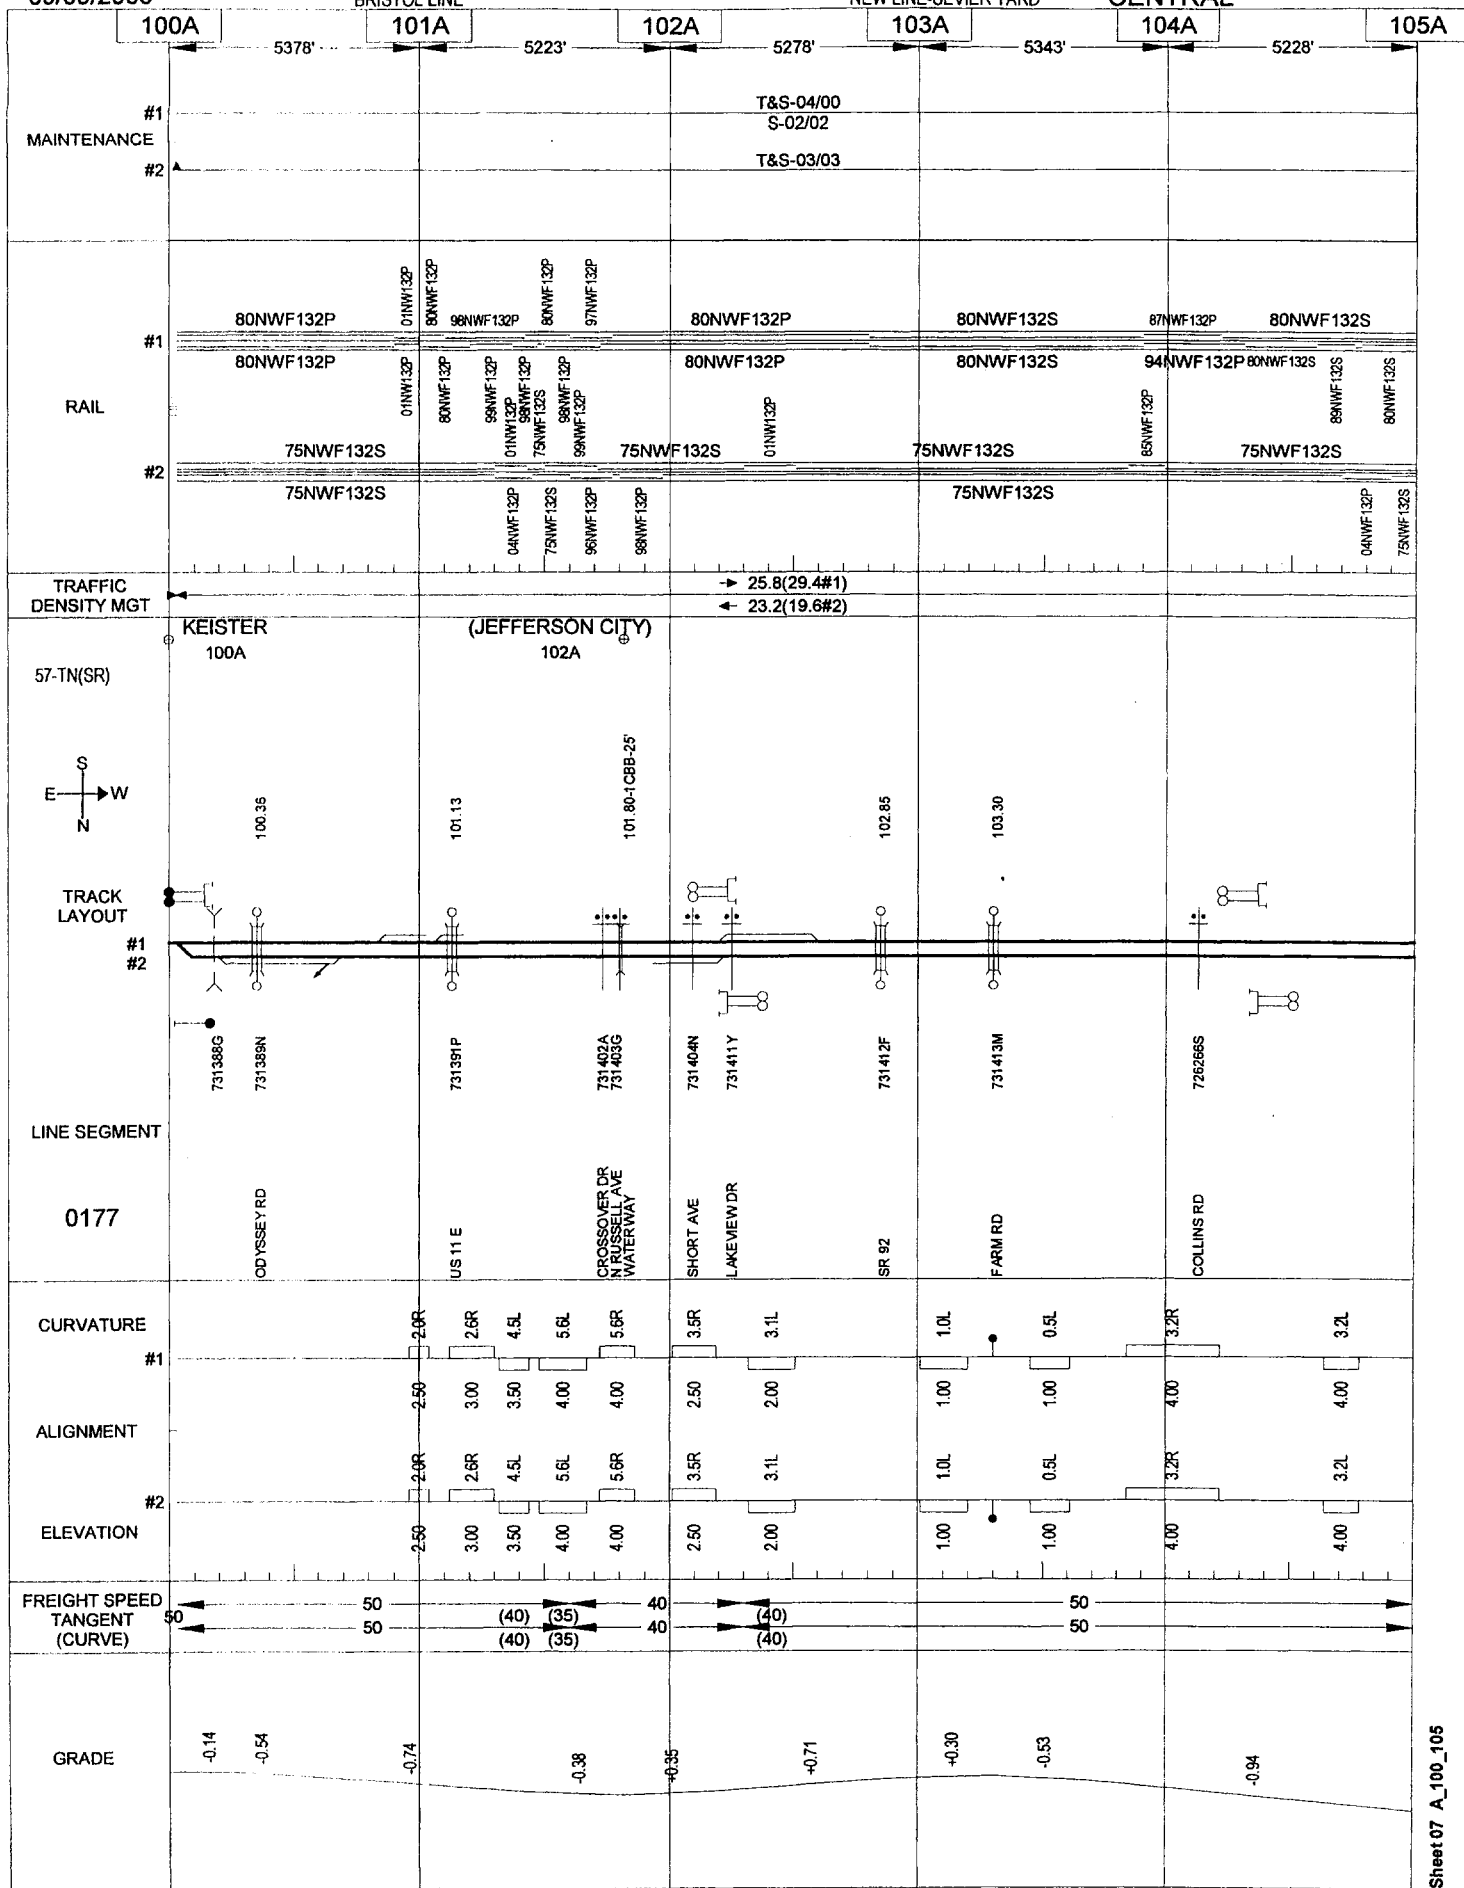 BRISTOL LINE NEW LINE-SEVIER YARD CENTRAL
100A 101A 102A 103A 104A 105A
5378' 5223' 5278' 5343' 5228'
MAINTENANCE
#1
T&S-04/00
S-02/02
#2
T&S-03/03
RAIL
01NW132P 80NWF132P 80NWF132P 97NWF132P
80NWF132P 98NWF132P 80NWF132P 80NWF132S 87NWF132P 80NWF132S
#1
80NWF132P 80NWF132P 80NWF132S 94NWF132P 80NWF132S
01NW132P 80NWF132P 99NWF132P 01NW132P 98NWF132P 75NWF132S 98NWF132P 99NWF132P 01NW132P 85NWF132P 89NWF132S 80NWF132S
75NWF132S 75NWF132S 75NWF132S 75NWF132S
#2
75NWF132S 75NWF132S
04NWF132P 75NWF132S 96NWF132P 98NWF132P 04NWF132P 75NWF132S
TRAFFIC
DENSITY MGT
25.8(29.4#1)
23.2(19.6#2)
KEISTER (JEFFERSON CITY)
100A 102A
57-TN(SR)
S
E W
N
100.36 101.13 101.80-1CBB-25' 102.85 103.30
TRACK
LAYOUT
#1
#2
731388G 731389N 731391P 731402A 731403G 731404N 731411Y 731412F 731413M 726266S
LINE SEGMENT
0177
ODYSSEY RD US 11 E CROSSOVER DR N RUSSELL AVE WATERWAY SHORT AVE LAKEVIEW DR SR 92 FARM RD COLLINS RD
CURVATURE
2.0R 2.6R 4.5L 5.6L 5.6R 3.5R 3.1L 1.0L 0.5L 3.2R 3.2L
#1
2.50 3.00 3.50 4.00 4.00 2.50 2.00 1.00 1.00 4.00 4.00
ALIGNMENT
2.0R 2.6R 4.5L 5.6L 5.6R 3.5R 3.1L 1.0L 0.5L 3.2R 3.2L
#2
ELEVATION
2.50 3.00 3.50 4.00 4.00 2.50 2.00 1.00 1.00 4.00 4.00
FREIGHT SPEED
TANGENT
(CURVE)
50
50 (40) (35) 40 (40) 50
50 (40) (35) 40 (40) 50
GRADE
-0.14 -0.54 -0.74 -0.38 +0.35 +0.71 +0.30 -0.53 -0.94
Sheet 07 A_100_105